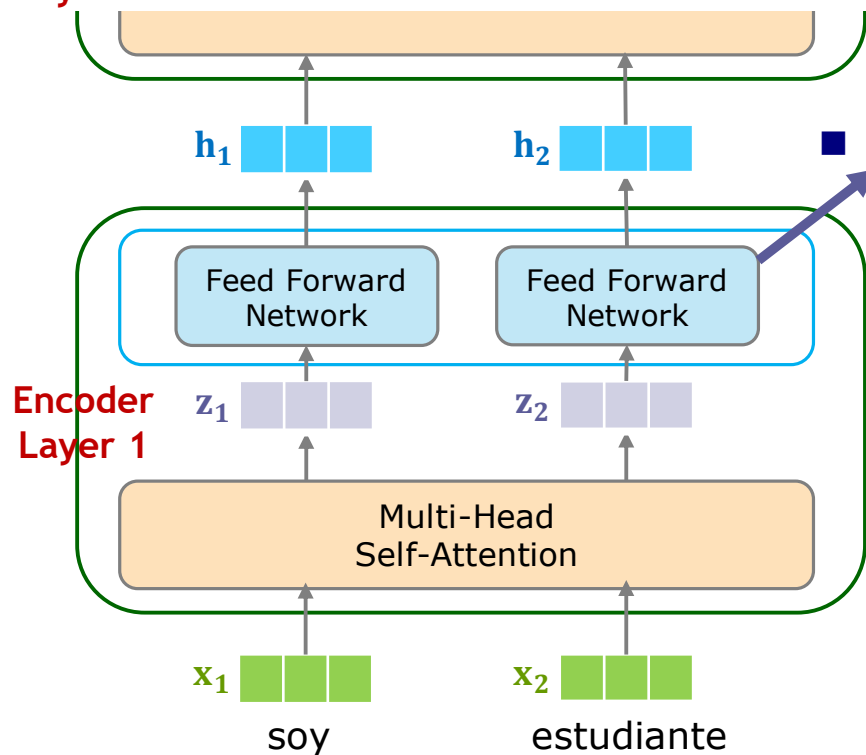 h₁ h₂
Feed Forward Network Feed Forward Network
Encoder Layer 1
z₁ z₂
Multi-Head
Self-Attention
x₁ x₂
soy estudiante